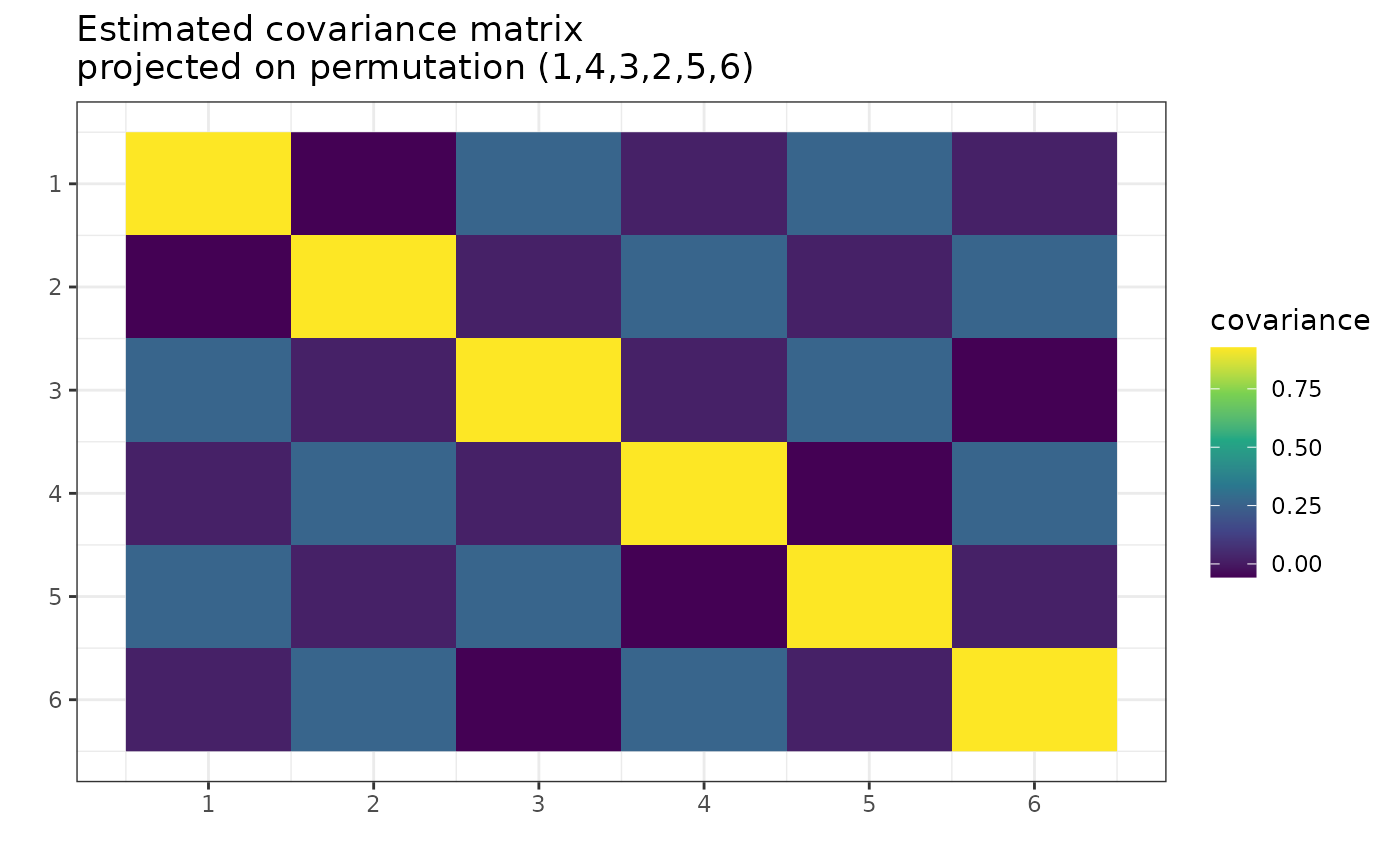 Estimated covariance matrix
projected on permutation (1,4,3,2,5,6)
1
2
3
4
5
6
1 2 3 4 5 6
covariance
0.75
0.50
0.25
0.00